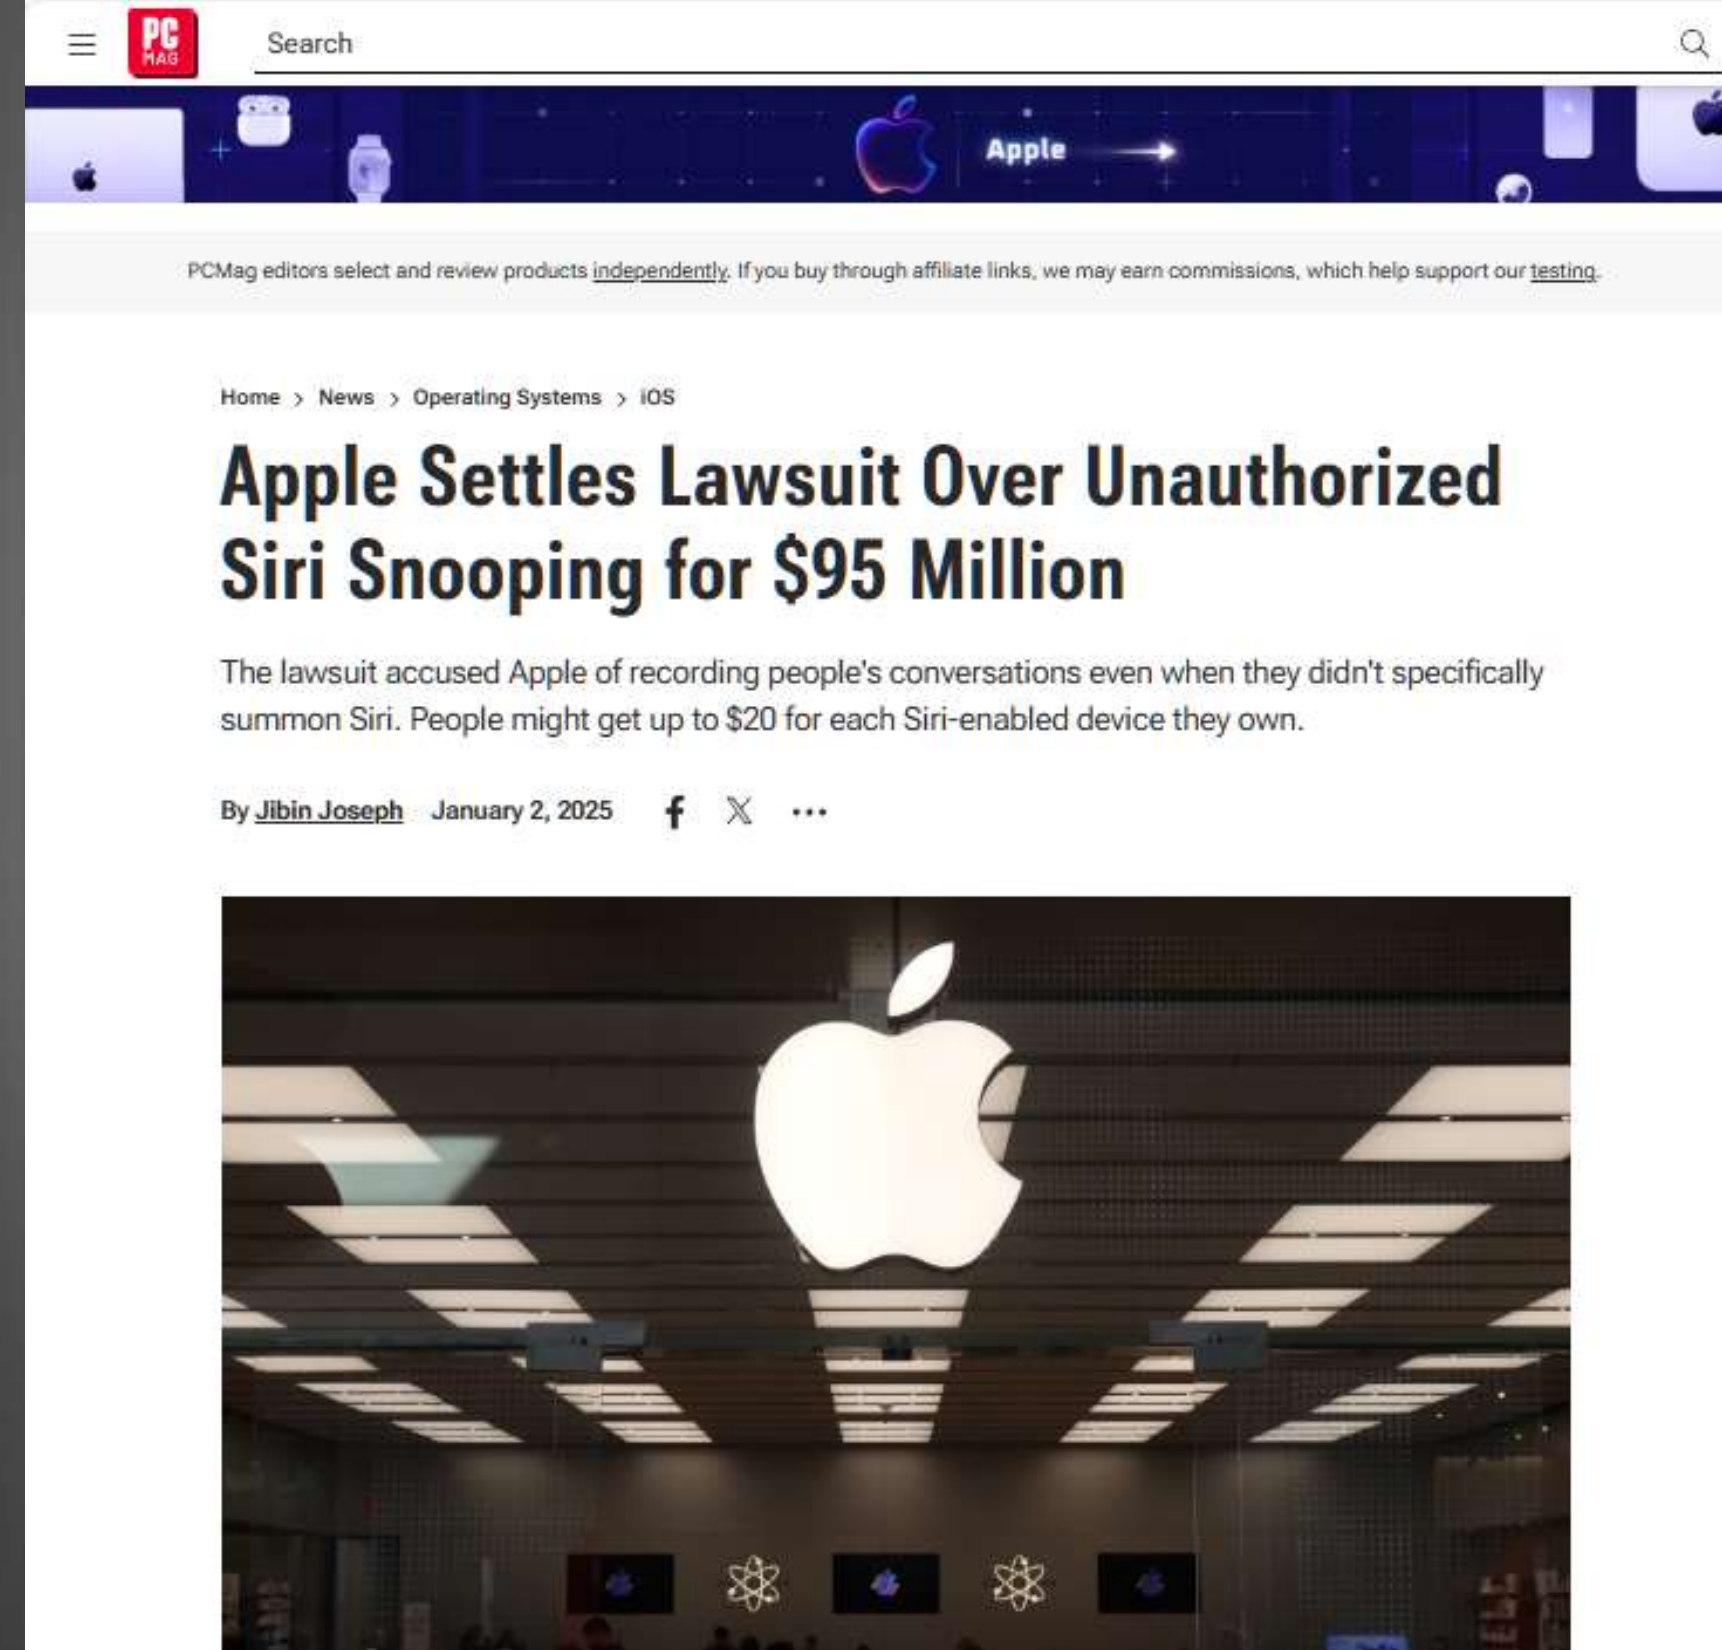 PC
MAG
Search
Apple
PCMag editors select and review products independently. If you buy through affiliate links, we may earn commissions, which help support our testing.
Home > News > Operating Systems > iOS
Apple Settles Lawsuit Over Unauthorized
Siri Snooping for $95 Million
The lawsuit accused Apple of recording people's conversations even when they didn't specifically
summon Siri. People might get up to $20 for each Siri-enabled device they own.
By Jibin Joseph January 2, 2025